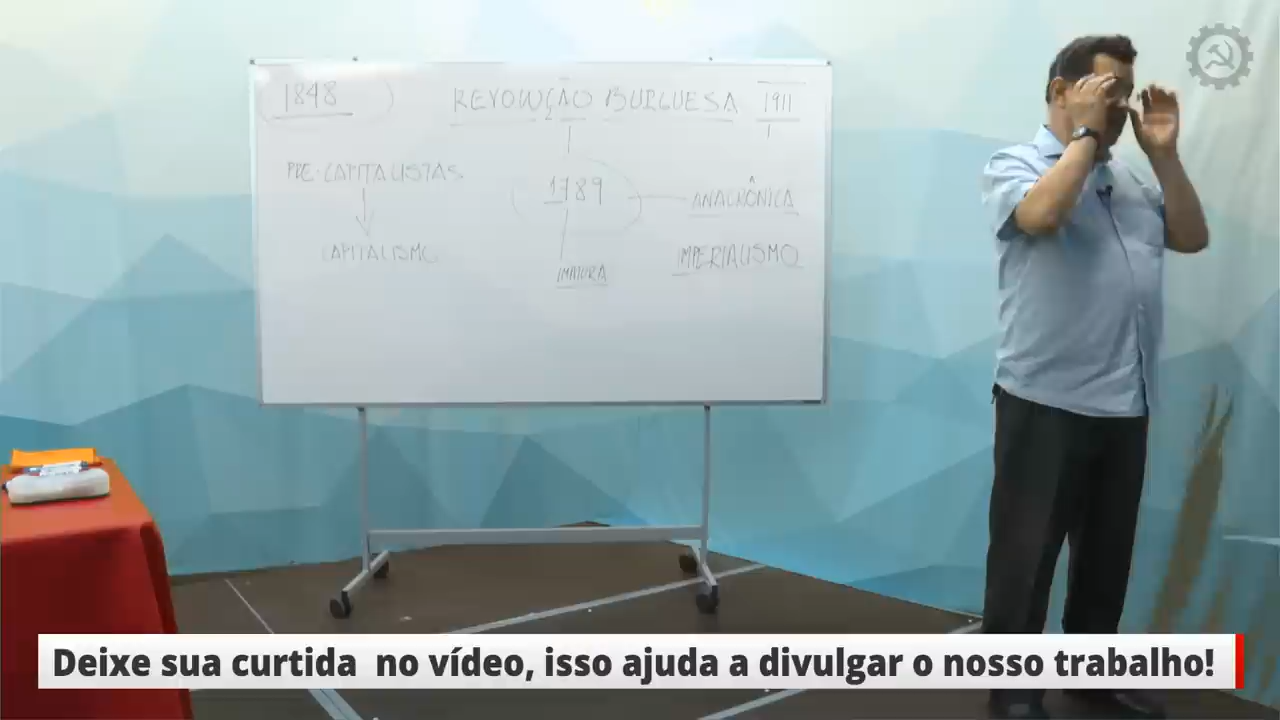 1848
REVOLUÇÃO BURGUESA 1911
PRÉ-CAPITALISTAS
1789
ANACRÔNICA
CAPITALISMO
IMATURA
IMPERIALISMO
Deixe sua curtida no vídeo, isso ajuda a divulgar o nosso trabalho!